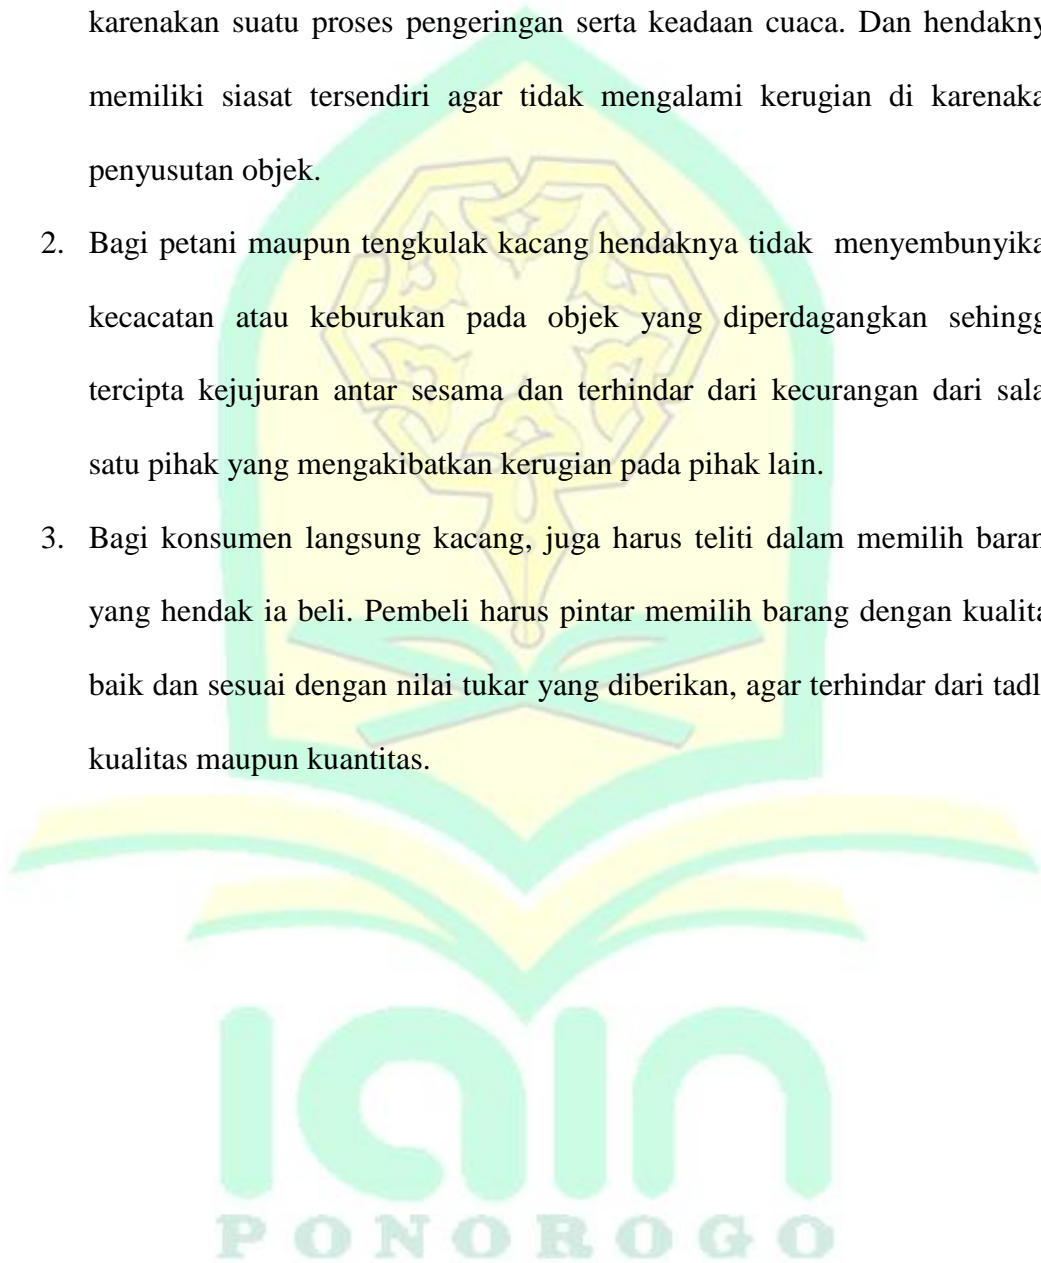 karenakan suatu proses pengeringan serta keadaan cuaca. Dan hendakny
memiliki siasat tersendiri agar tidak mengalami kerugian di karenaka
penyusutan objek.
2. Bagi petani maupun tengkulak kacang hendaknya tidak menyembunyika
kecacatan atau keburukan pada objek yang diperdagangkan sehingg
tercipta kejujuran antar sesama dan terhindar dari kecurangan dari sala
satu pihak yang mengakibatkan kerugian pada pihak lain.
3. Bagi konsumen langsung kacang, juga harus teliti dalam memilih baran
yang hendak ia beli. Pembeli harus pintar memilih barang dengan kualita
baik dan sesuai dengan nilai tukar yang diberikan, agar terhindar dari tadl
kualitas maupun kuantitas.
iain
PONOROGO